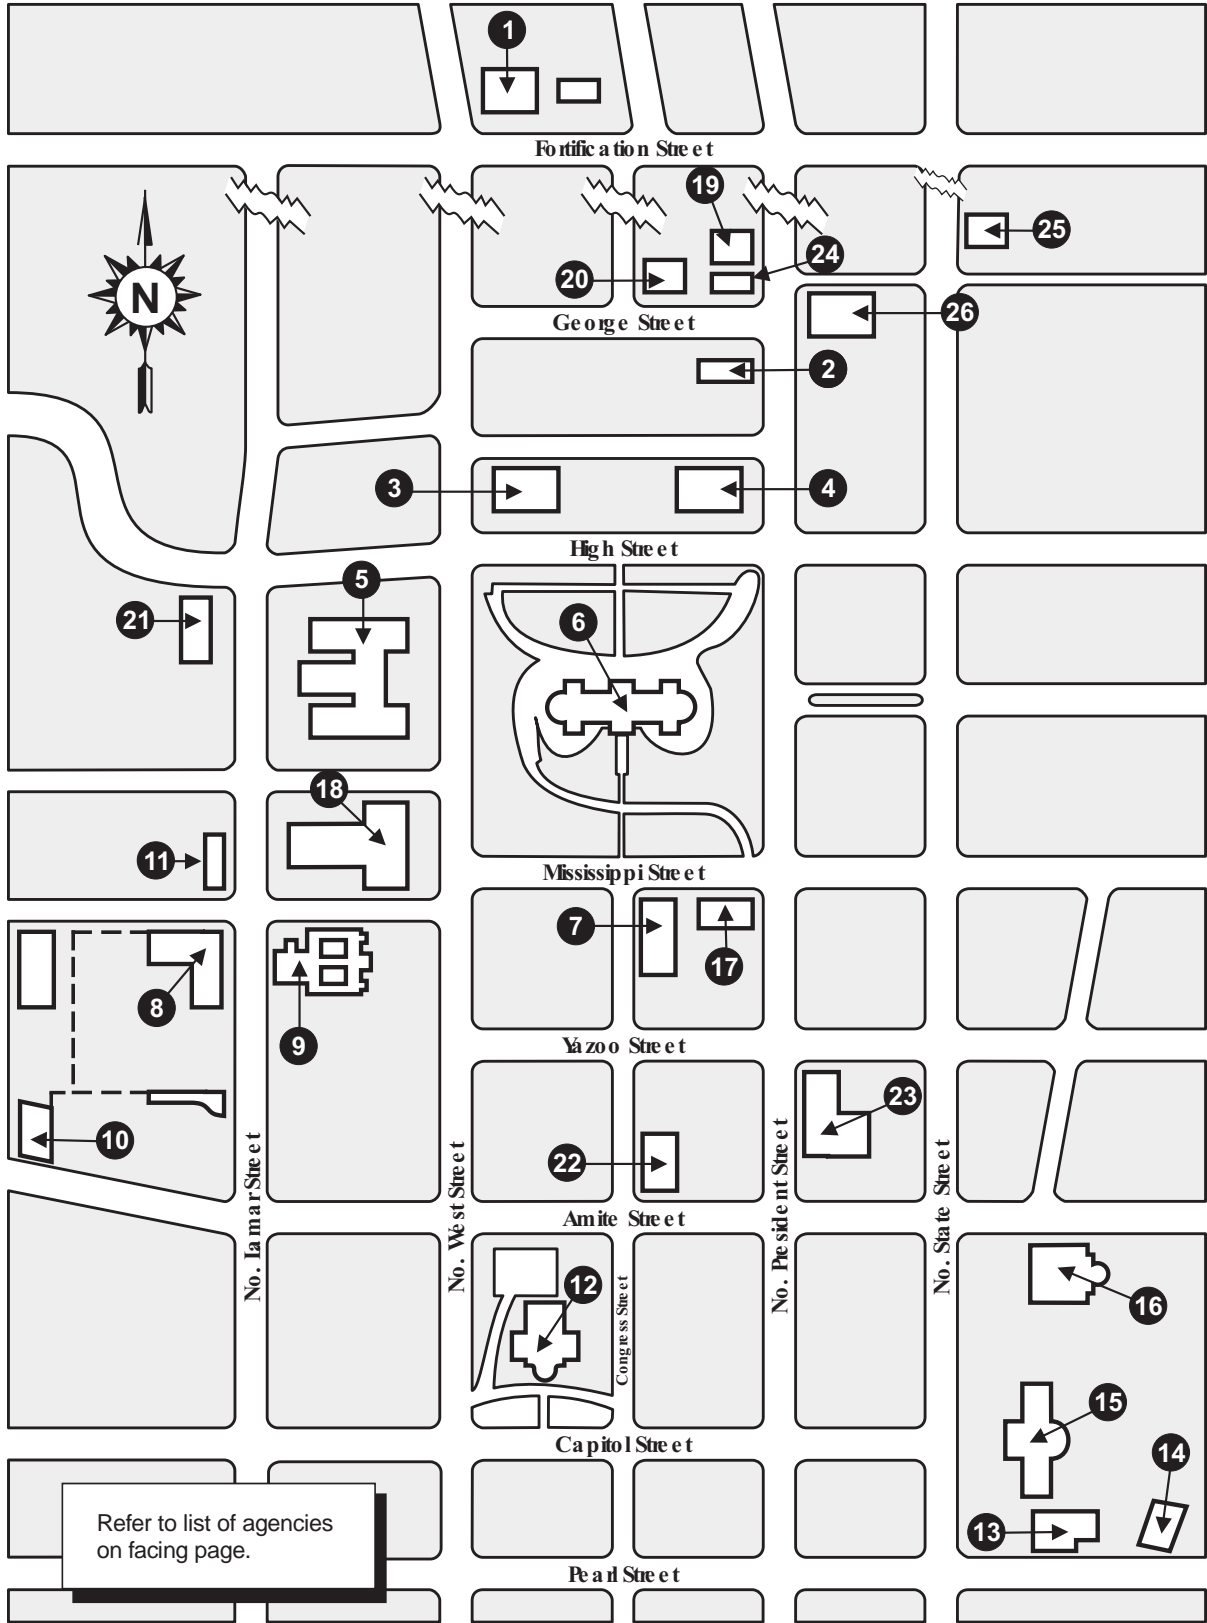 1
Fortification Street
19
25
24
20
N
26
George Street
2
3
4
High Street
5
21
6
18
11
Mississippi Street
7
17
8
9
Yazoo Street
23
10
22
Amite Street
No. Lamar Street
No. West Street
Congress Street
No. President Street
No. State Street
12
16
15
Capitol Street
14
13
Refer to list of agencies
on facing page.
Pearl Street